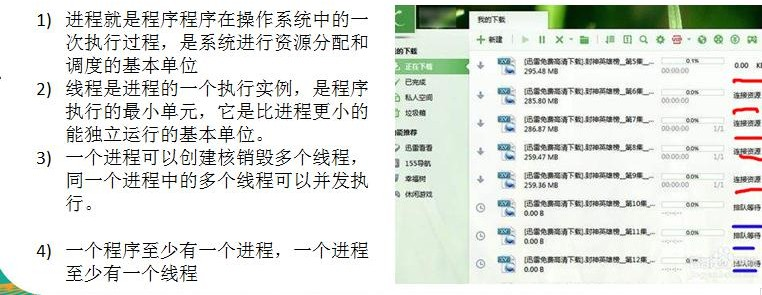 1) 进程就是程序程序在操作系统中的一
次执行过程，是系统进行资源分配和
调度的基本单位
2) 线程是进程的一个执行实例，是程序
执行的最小单元，它是比进程更小的
能独立运行的基本单位。
3) 一个进程可以创建核销毁多个线程，
同一个进程中的多个线程可以并发执
行。
4) 一个程序至少有一个进程，一个进程
至少有一个线程
我的下载
新建
的下载
正在下载
已完成
私人空间
垃圾箱
功能推荐
迅雷看看
155导航
幸福树
休闲游戏
[迅雷免费高清下载].封神英雄榜_第5集_...
295.48 MB
0.1%
00:00:00
0.00 K
[迅雷免费高清下载].封神英雄榜_第6集_...
285.80 MB
0.0%
00:00:00
连接资源
[迅雷免费高清下载].封神英雄榜_第7集_...
286.87 MB
0.0%
00:00:00 1/1
连接资源
[迅雷免费高清下载].封神英雄榜_第8集_...
259.47 MB
0.0%
00:00:00 1/1
连接资源
[迅雷免费高清下载].封神英雄榜_第9集_...
259.36 MB
0.0%
00:00:00 1/1
连接资源
[迅雷免费高清下载].封神英雄榜_第10集_...
0.00 B
0.0%
排队等待
[迅雷免费高清下载].封神英雄榜_第11集_...
0.00 B
0.0%
排队等待
[迅雷免费高清下载].封神英雄榜_第12集_...
0.00 B
排队等待